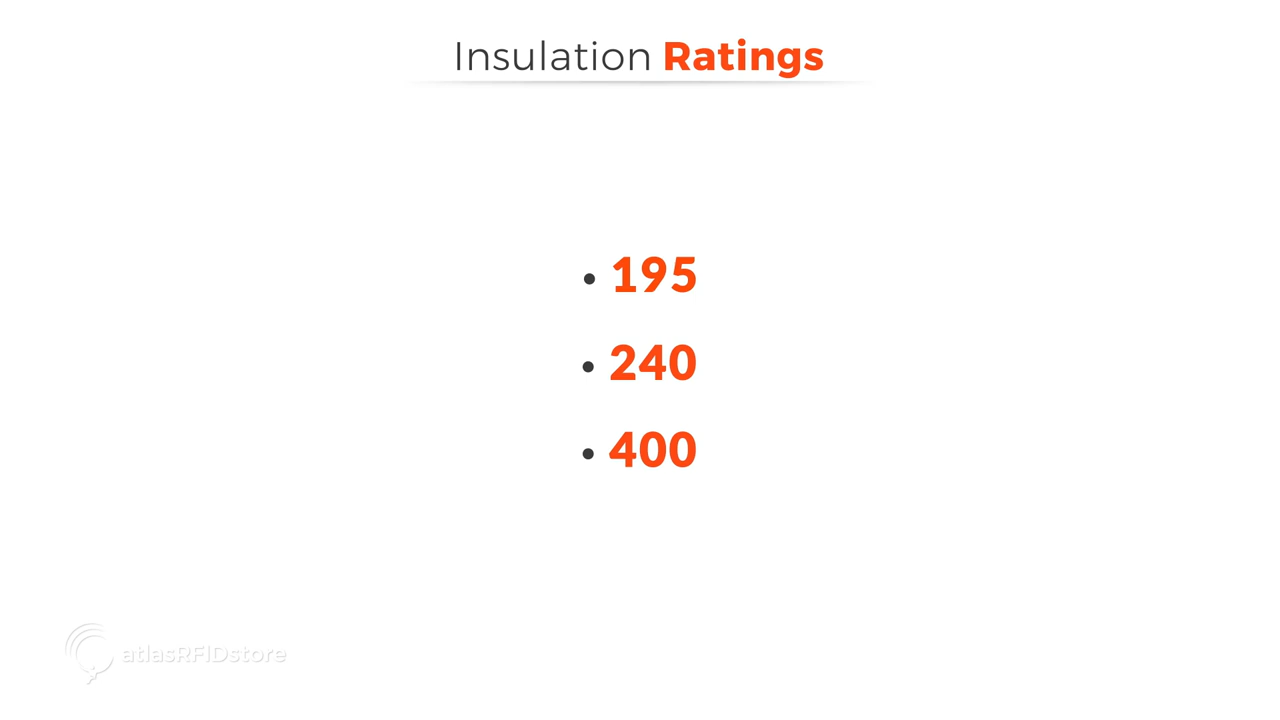 Insulation Ratings
• 195
• 240
• 400
atlasRFIDstore